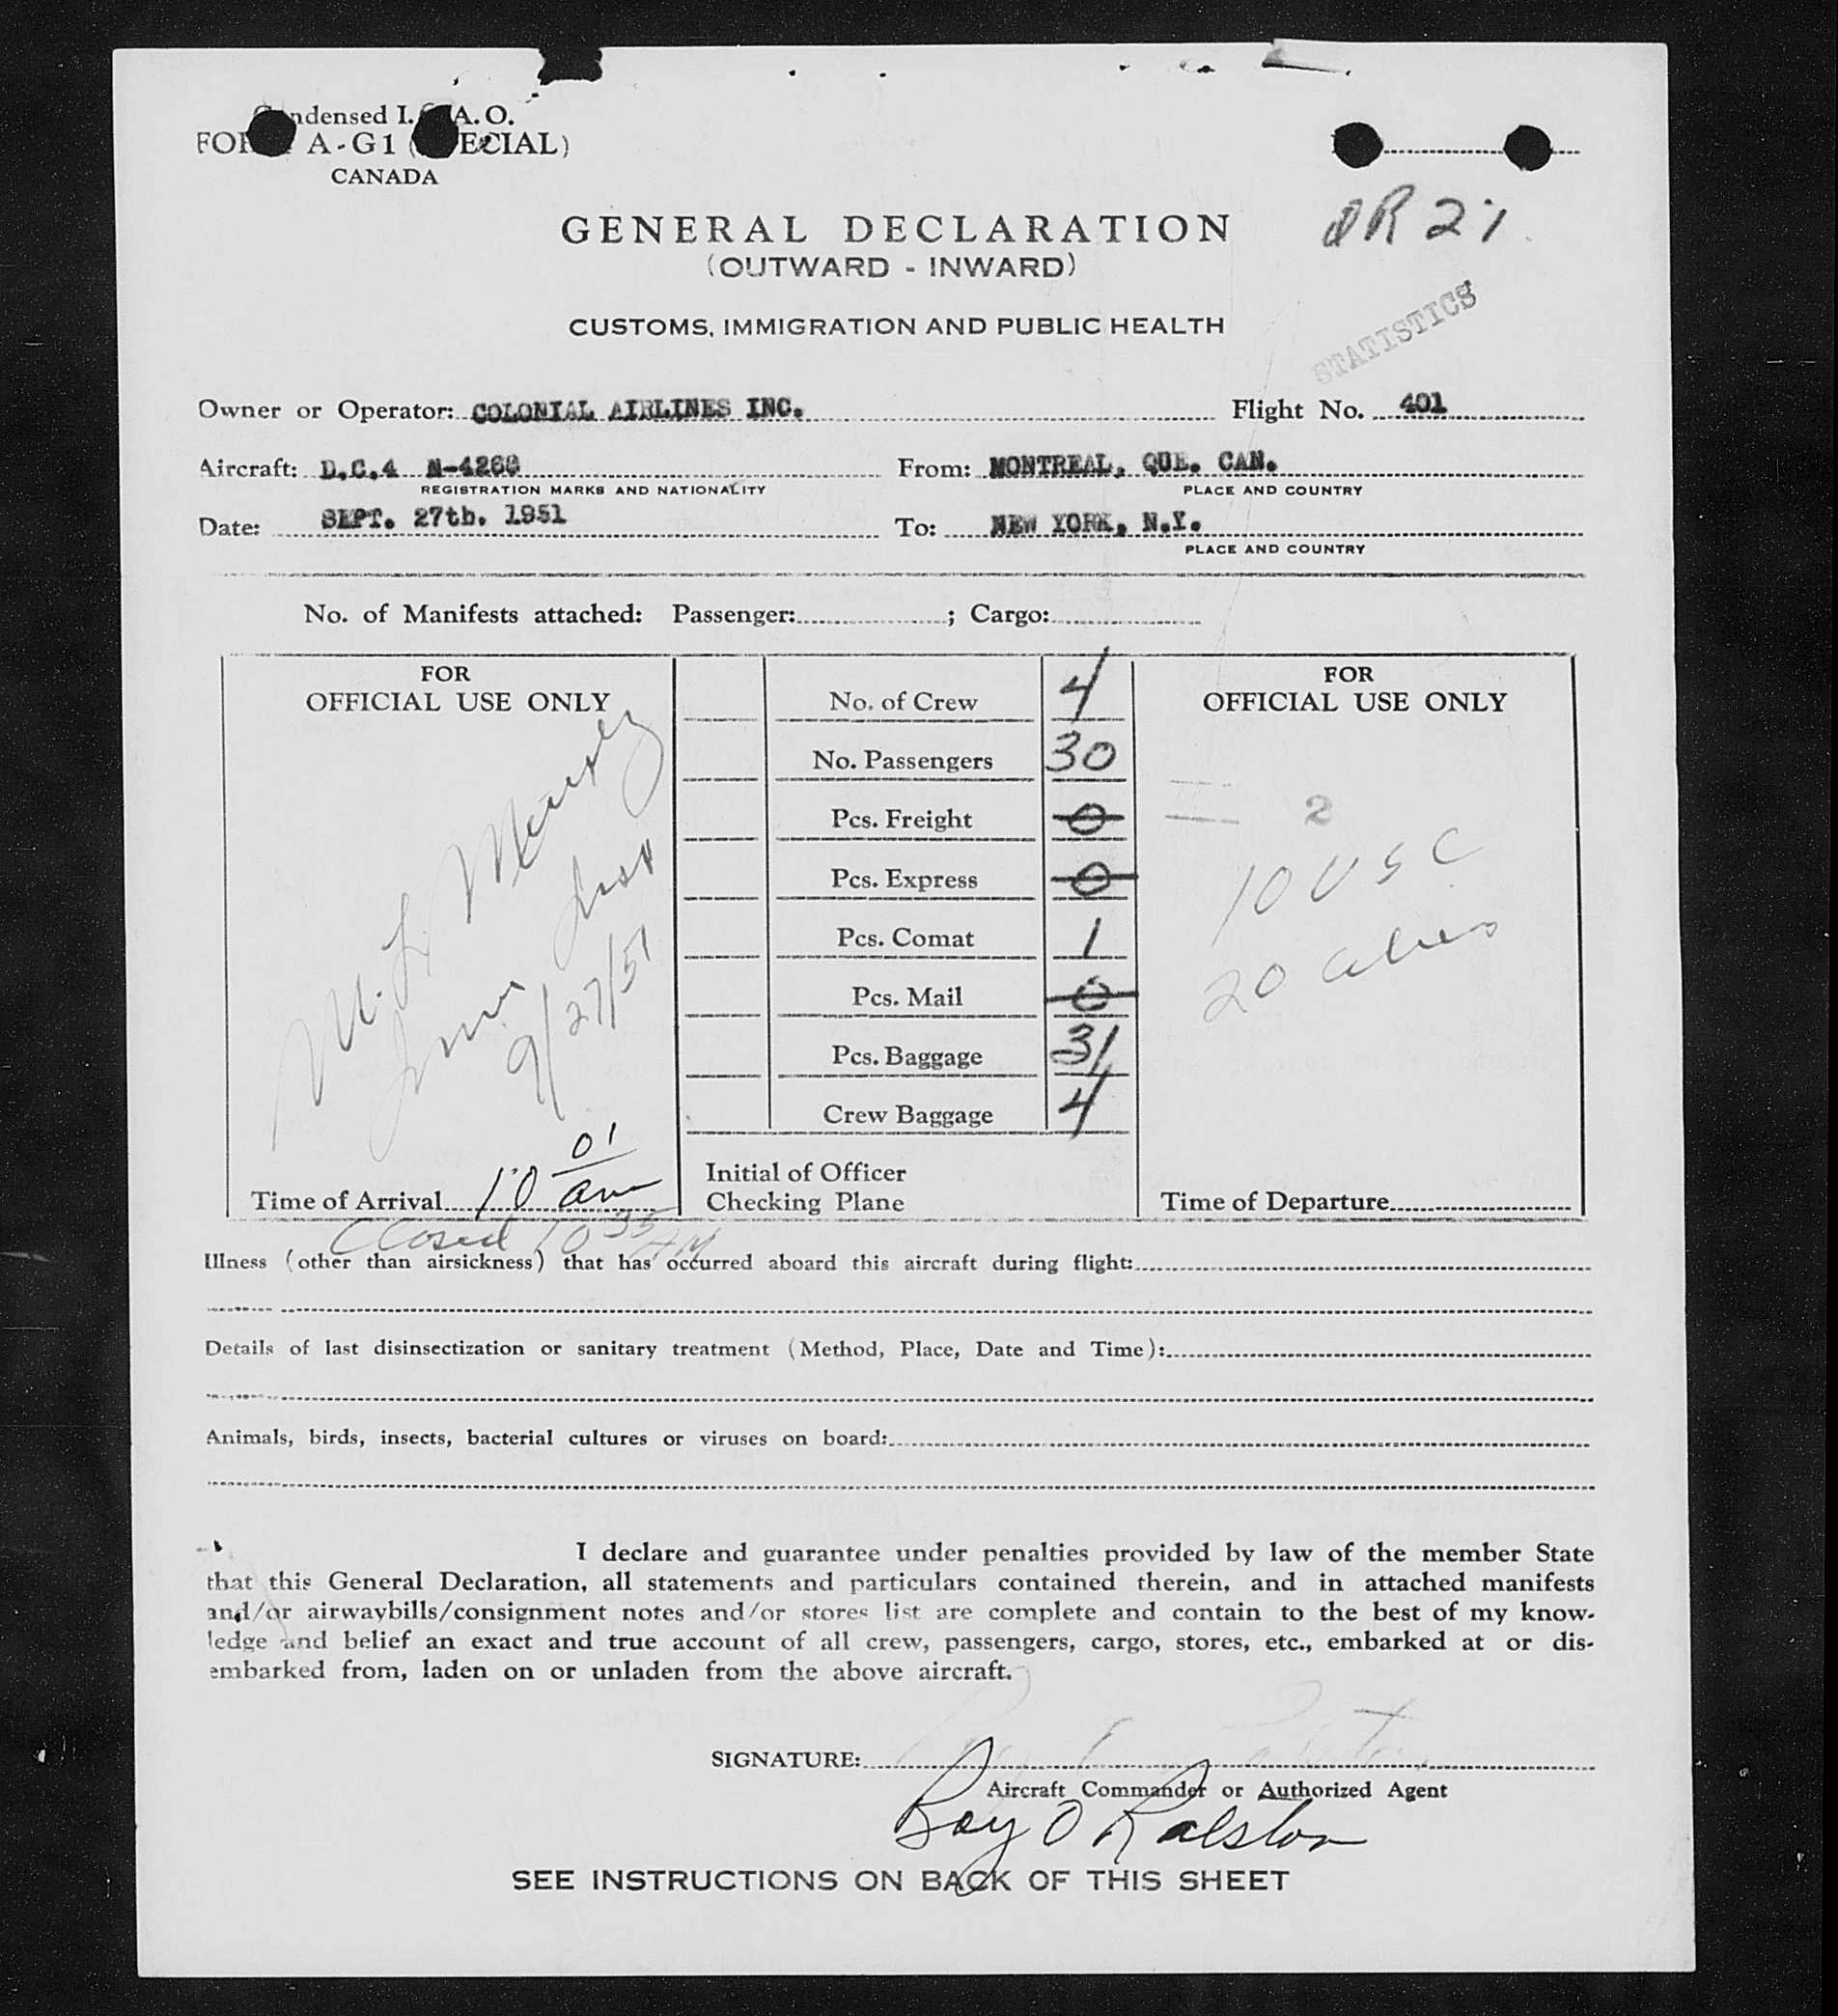 ndensed I. A. O.
A-G1 ( ECIAL)
CANADA
GENERAL DECLARATION
(OUTWARD - INWARD)
CUSTOMS, IMMIGRATION AND PUBLIC HEALTH
STATISTICS
Owner or Operator: COLONIAL AIRLINES INC. Flight No. 401
Aircraft: D.C.4 From: MONTREAL, QUE. CAN.
REGISTRATION MARKS AND NATIONALITY PLACE AND COUNTRY
Date: SEPT. 27th. 1951 To: NEW YORK, N.Y.
PLACE AND COUNTRY
No. of Manifests attached: Passenger: ; Cargo:
FOR
OFFICIAL USE ONLY
M. L. Murphy
Imm Insp
9/27/51
Time of Arrival 10 01 am
Closed 10 35 AM
No. of Crew 4
No. Passengers 30
Pcs. Freight 0
Pcs. Express 0
Pcs. Comat 1
Pcs. Mail 0
Pcs. Baggage 31
Crew Baggage 4
Initial of Officer
Checking Plane
FOR
OFFICIAL USE ONLY
2
10 USC
20 aliens
Time of Departure
Illness (other than airsickness) that has occurred aboard this aircraft during flight:
Details of last disinsectization or sanitary treatment (Method, Place, Date and Time):
Animals, birds, insects, bacterial cultures or viruses on board:
I declare and guarantee under penalties provided by law of the member State
that this General Declaration, all statements and particulars contained therein, and in attached manifests
and/or airwaybills/consignment notes and/or stores list are complete and contain to the best of my know-
ledge and belief an exact and true account of all crew, passengers, cargo, stores, etc., embarked at or dis-
embarked from, laden on or unladen from the above aircraft.
SIGNATURE:
Aircraft Commander or Authorized Agent
Roy O Ralston
SEE INSTRUCTIONS ON BACK OF THIS SHEET